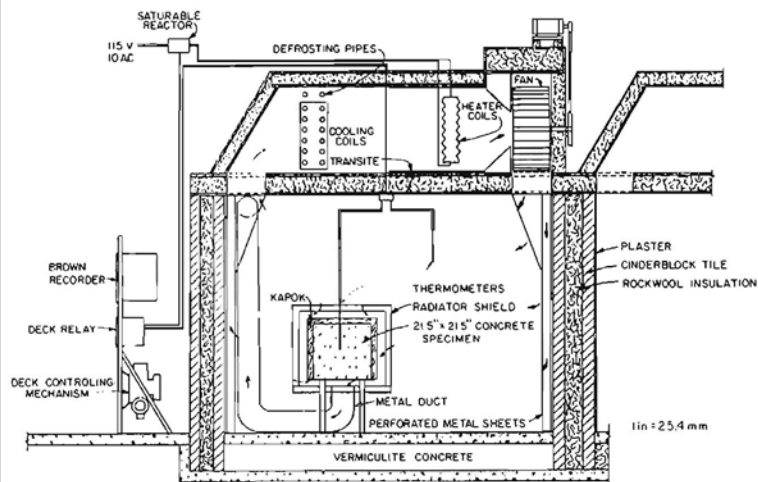 SATURABLE
REACTOR
115 V
10 AC
DEFROSTING PIPES
FAN
COOLING
COILS
HEATER
COILS
TRANSITE
PLASTER
CINDERBLOCK TILE
ROCKWOOL INSULATION
BROWN
RECORDER
THERMOMETERS
KAPOK
RADIATOR SHIELD
DECK RELAY
21.5" x 21.5" CONCRETE
SPECIMEN
DECK CONTROLING
MECHANISM
METAL DUCT
PERFORATED METAL SHEETS
1 in = 25.4 mm
VERMICULITE CONCRETE